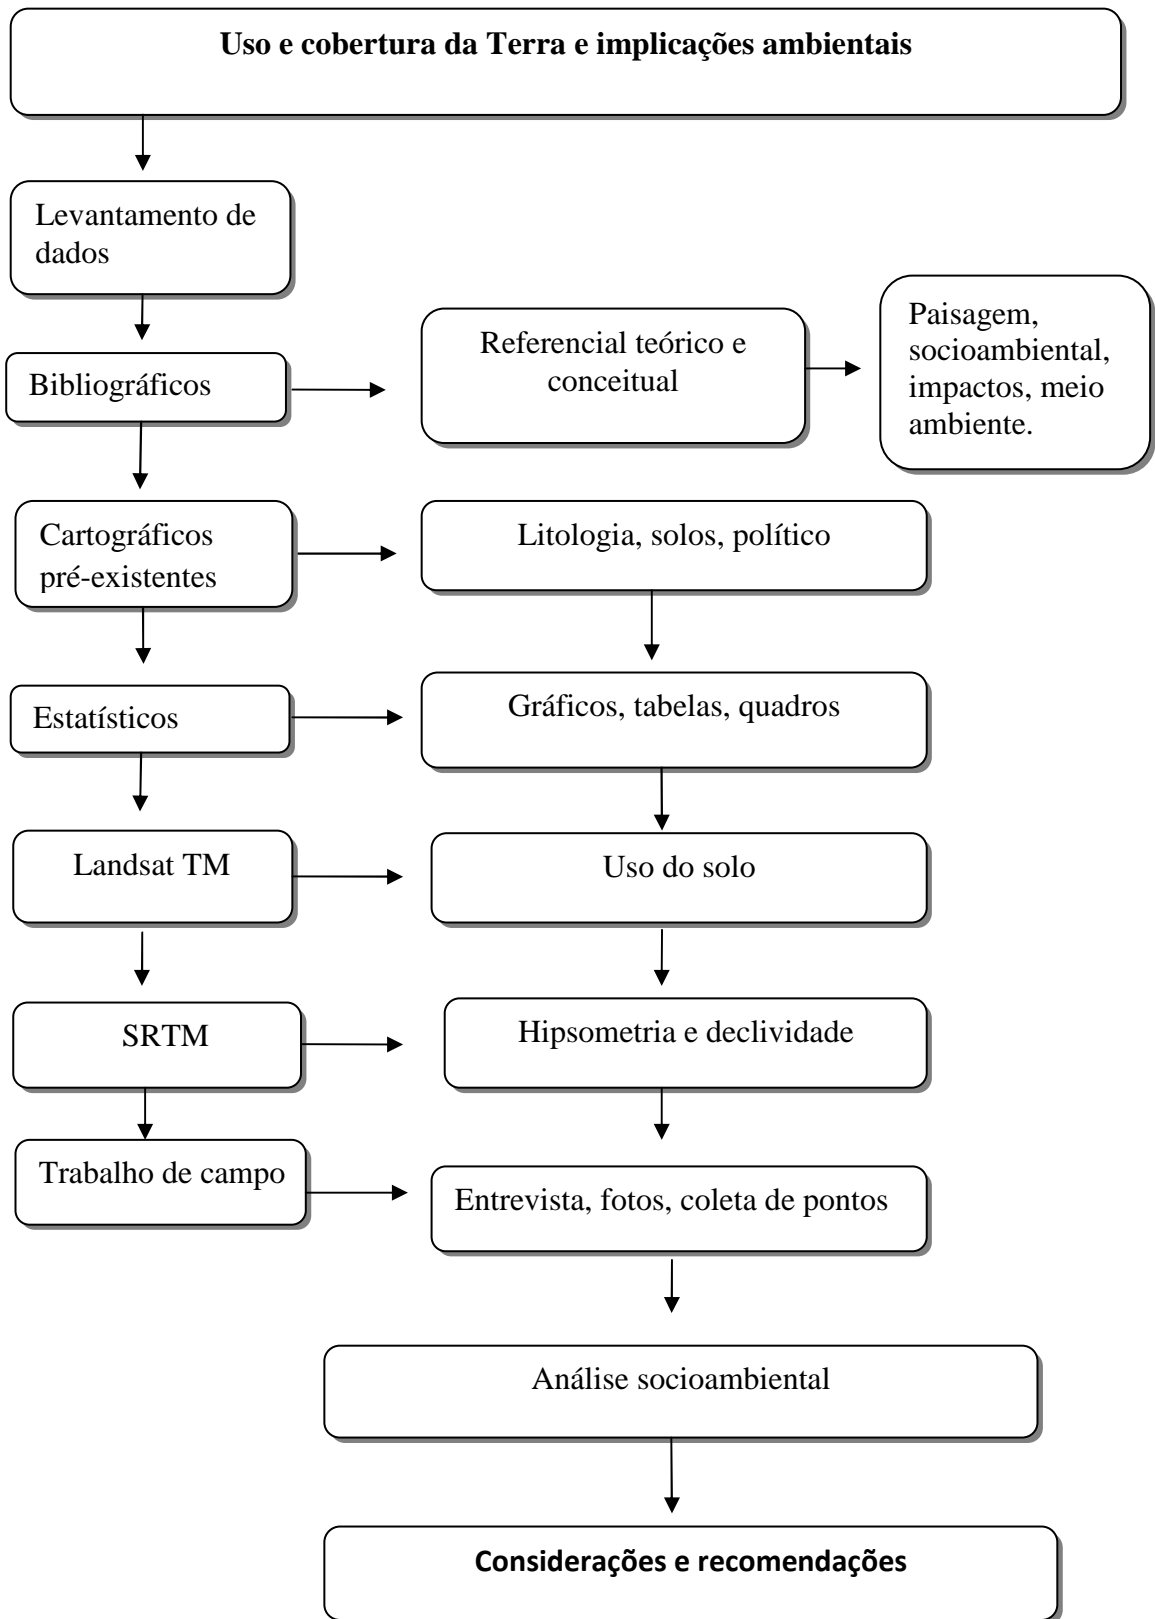 Uso e cobertura da Terra e implicações ambientais
Levantamento de
dados
Bibliográficos
Referencial teórico e
conceitual
Paisagem,
socioambiental,
impactos, meio
ambiente.
Cartográficos
pré-existentes
Litologia, solos, político
Estatísticos
Gráficos, tabelas, quadros
Landsat TM
Uso do solo
SRTM
Hipsometria e declividade
Trabalho de campo
Entrevista, fotos, coleta de pontos
Análise socioambiental
Considerações e recomendações